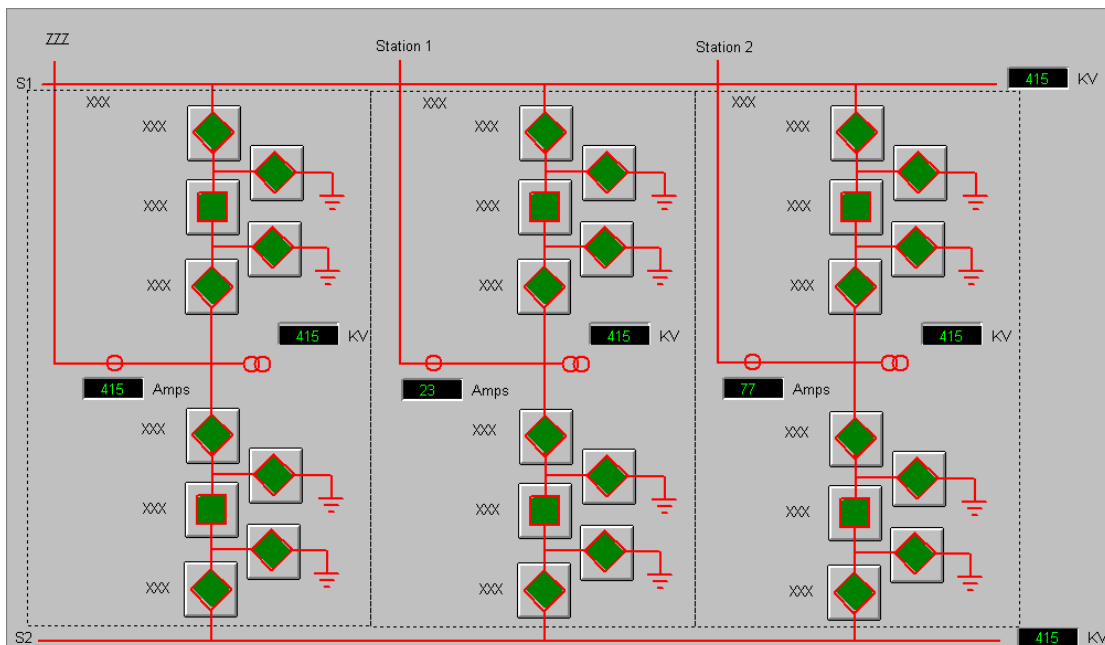 ZZZ
Station 1
Station 2
S1
415 KV
XXX
XXX
XXX
XXX
XXX
XXX
XXX
XXX
XXX
XXX
XXX
XXX
415 KV
415 KV
415 KV
415 Amps
23 Amps
77 Amps
XXX
XXX
XXX
XXX
XXX
XXX
XXX
XXX
XXX
S2
415 KV